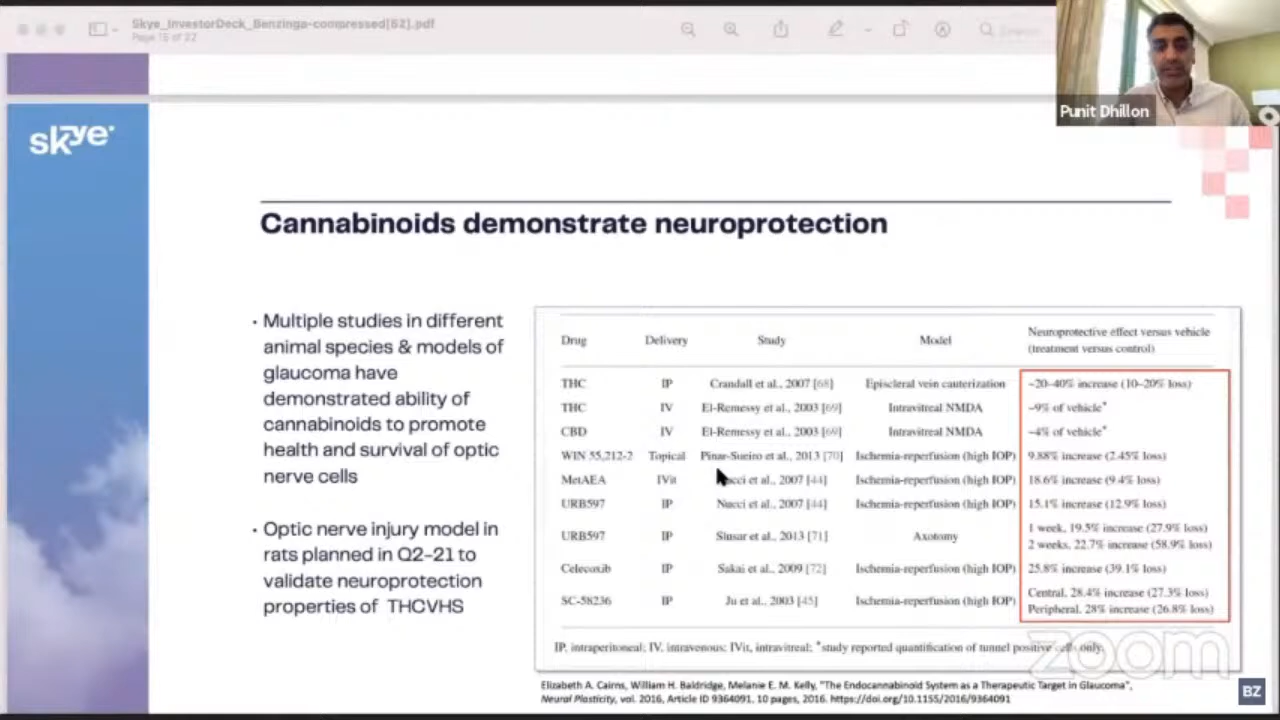 Skye_InvestorDeck_Benzinga-compressed[62].pdf
Page 15 of 22
Search
Punit Dhillon
skye
Cannabinoids demonstrate neuroprotection
· Multiple studies in different
animal species & models of
glaucoma have
demonstrated ability of
cannabinoids to promote
health and survival of optic
nerve cells
· Optic nerve injury model in
rats planned in Q2-21 to
validate neuroprotection
properties of THCVHS
Drug Delivery Study Model Neuroprotective effect versus vehicle
(treatment versus control)
THC IP Crandall et al., 2007 [68] Episcleral vein cauterization ~20–40% increase (10–20% loss)
THC IV El-Remessy et al., 2003 [69] Intravitreal NMDA ~9% of vehicle*
CBD IV El-Remessy et al., 2003 [69] Intravitreal NMDA ~4% of vehicle*
WIN 55,212-2 Topical Pinar-Sueiro et al., 2013 [70] Ischemia-reperfusion (high IOP) 9.88% increase (2.45% loss)
MetAEA IVit et al., 2007 [44] Ischemia-reperfusion (high IOP) 18.6% increase (9.4% loss)
URB597 IP Nucci et al., 2007 [44] Ischemia-reperfusion (high IOP) 15.1% increase (12.9% loss)
URB597 IP Slusar et al., 2013 [71] Axotomy 1 week, 19.5% increase (27.9% loss)
2 weeks, 22.7% increase (58.9% loss)
Celecoxib IP Sakai et al., 2009 [72] Ischemia-reperfusion (high IOP) 25.8% increase (39.1% loss)
SC-58236 IP Ju et al., 2003 [45] Ischemia-reperfusion (high IOP) Central, 28.4% increase (27.3% loss)
Peripheral, 28% increase (26.8% loss)
IP, intraperitoneal; IV, intravenous; IVit, intravitreal; *study reported quantification of tunnel positive cells only.
zoom
Elizabeth A. Cairns, William H. Baldridge, Melanie E. M. Kelly, "The Endocannabinoid System as a Therapeutic Target in Glaucoma",
Neural Plasticity, vol. 2016, Article ID 9364091, 10 pages, 2016. https://doi.org/10.1155/2016/9364091
BZ